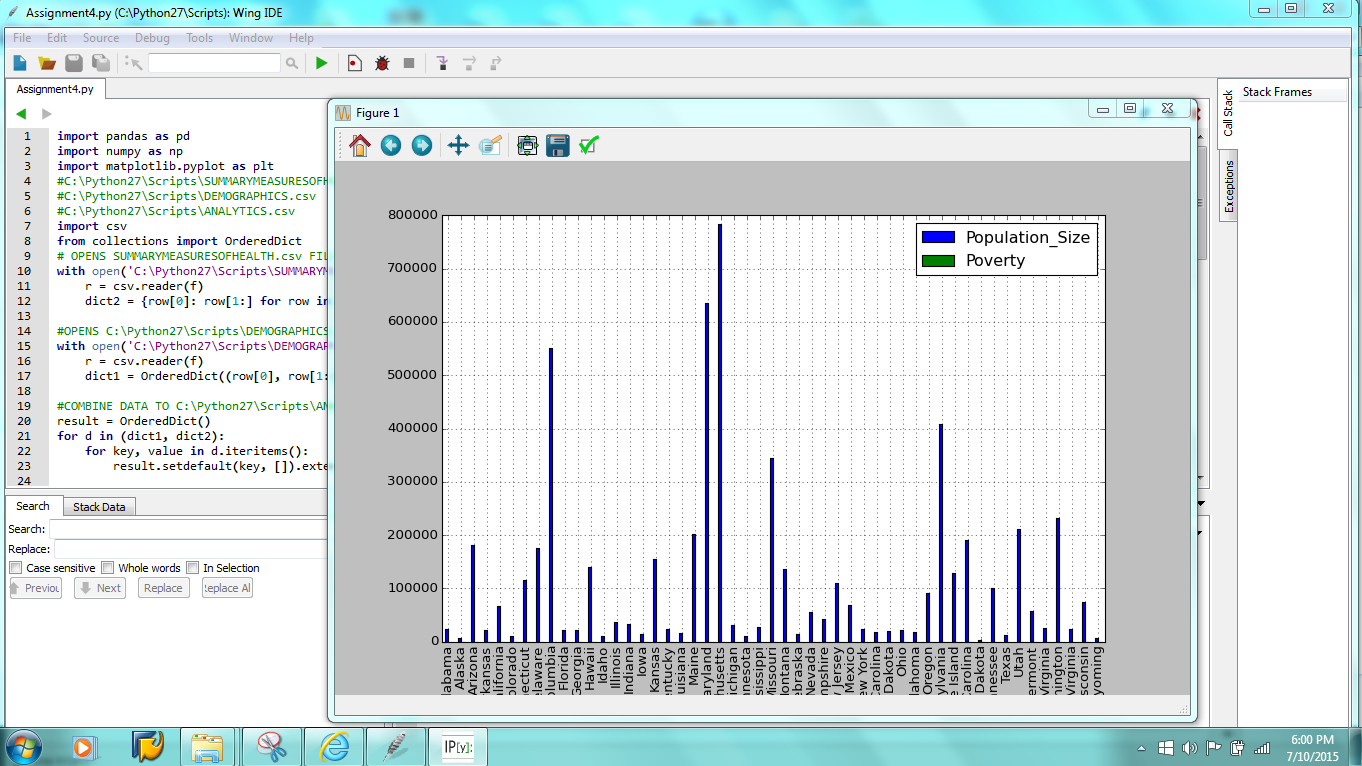 Assignment4.py (C:\Python27\Scripts): Wing IDE
File Edit Source Debug Tools Window Help
Assignment4.py
1 import pandas as pd
2 import numpy as np
3 import matplotlib.pyplot as plt
4 #C:\Python27\Scripts\SUMMARYMEASURESOFH
5 #C:\Python27\Scripts\DEMOGRAPHICS.csv
6 #C:\Python27\Scripts\ANALYTICS.csv
7 import csv
8 from collections import OrderedDict
9 # OPENS SUMMARYMEASURESOFHEALTH.csv FIL
10 with open('C:\Python27\Scripts\SUMMARYM
11 r = csv.reader(f)
12 dict2 = {row[0]: row[1:] for row in
13
14 #OPENS C:\Python27\Scripts\DEMOGRAPHICS
15 with open('C:\Python27\Scripts\DEMOGRAP
16 r = csv.reader(f)
17 dict1 = OrderedDict((row[0], row[1:
18
19 #COMBINE DATA TO C:\Python27\Scripts\AN
20 result = OrderedDict()
21 for d in (dict1, dict2):
22 for key, value in d.iteritems():
23 result.setdefault(key, []).exte
24
Figure 1
800000
700000
600000
500000
400000
300000
200000
100000
0
Population_Size
Poverty
labama
Alaska
Arizona
kansas
lifornia
olorado
necticut
elaware
olumbia
Florida
Georgia
Hawaii
Idaho
Illinois
Indiana
Iowa
Kansas
entucky
uisiana
Maine
aryland
husetts
ichigan
nesota
sissippi
Missouri
ontana
ebraska
Nevada
mpshire
v Jersey
Mexico
ew York
Carolina
Dakota
Ohio
lahoma
Oregon
sylvania
e Island
Carolina
Dakota
nessee
Texas
Utah
ermont
Virginia
hington
Virginia
isconsin
yoming
Call Stack
Exceptions
Stack Frames
Search Stack Data
Search:
Replace:
Case sensitive Whole words In Selection
Previou Next Replace Replace Al
IP[y]:
6:00 PM
7/10/2015